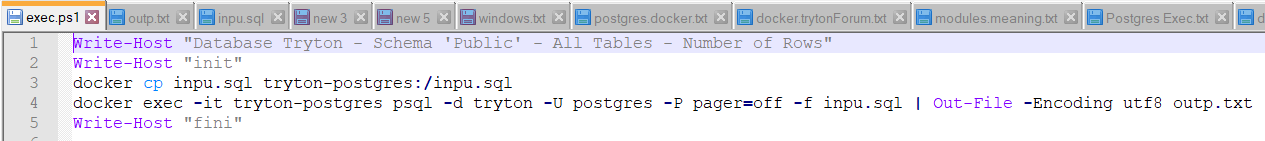 exec.ps1 outp.txt inpu.sql new 3 new 5 windows.txt postgres.docker.txt docker.trytonForum.txt modules.meaning.txt Postgres Exec.txt d
1 Write-Host "Database Tryton - Schema 'Public' - All Tables - Number of Rows"
2 Write-Host "init"
3 docker cp inpu.sql tryton-postgres:/inpu.sql
4 docker exec -it tryton-postgres psql -d tryton -U postgres -P pager=off -f inpu.sql | Out-File -Encoding utf8 outp.txt
5 Write-Host "fini"